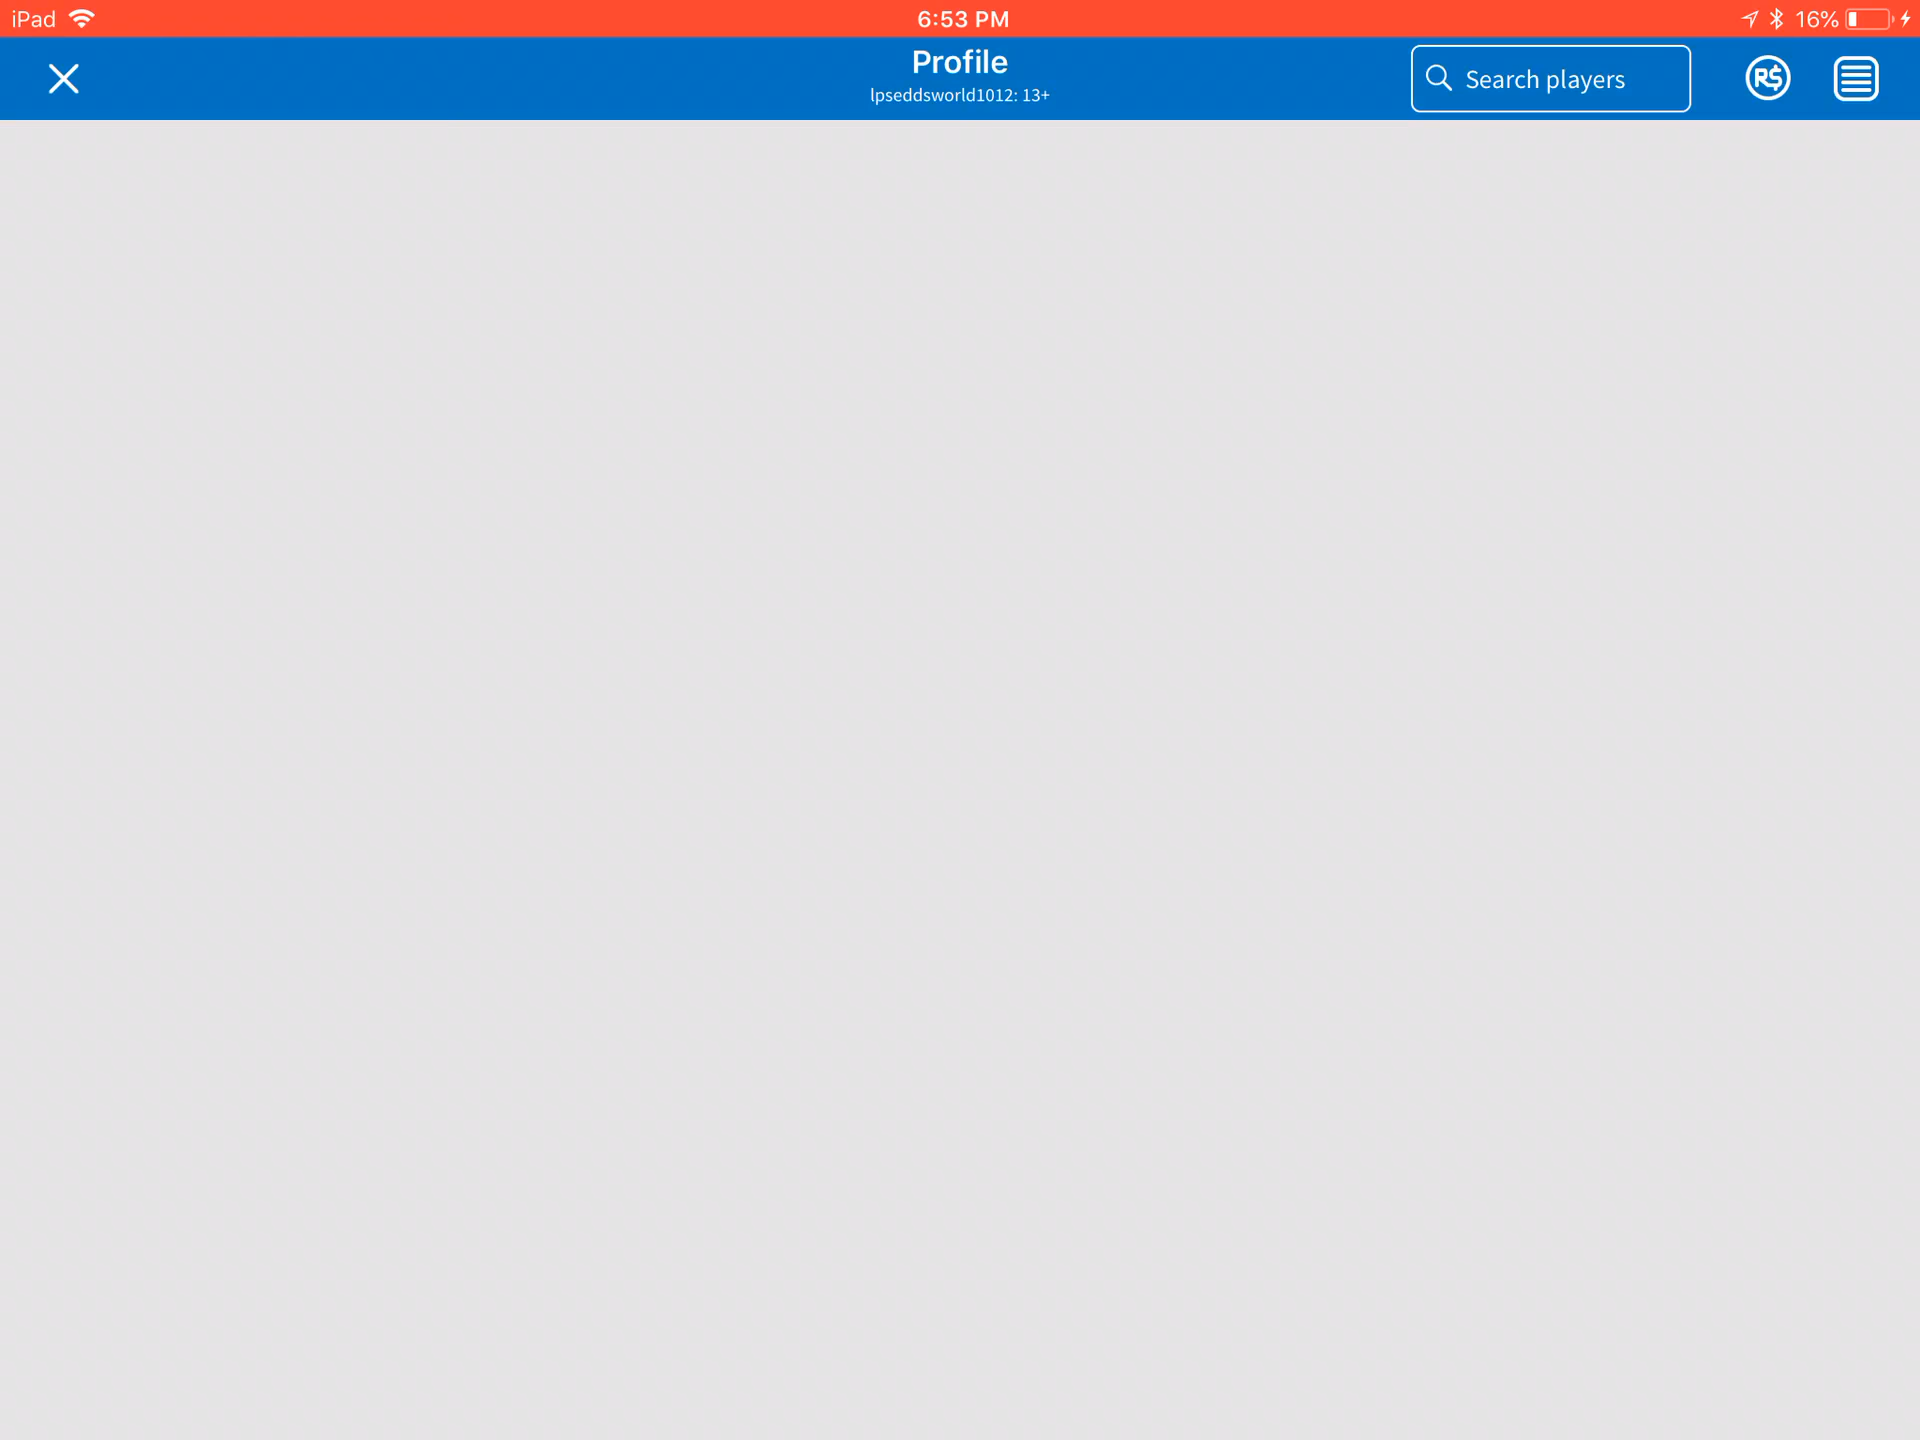 iPad
6:53 PM
16%
Profile
lpseddsworld1012: 13+
Search players
R$